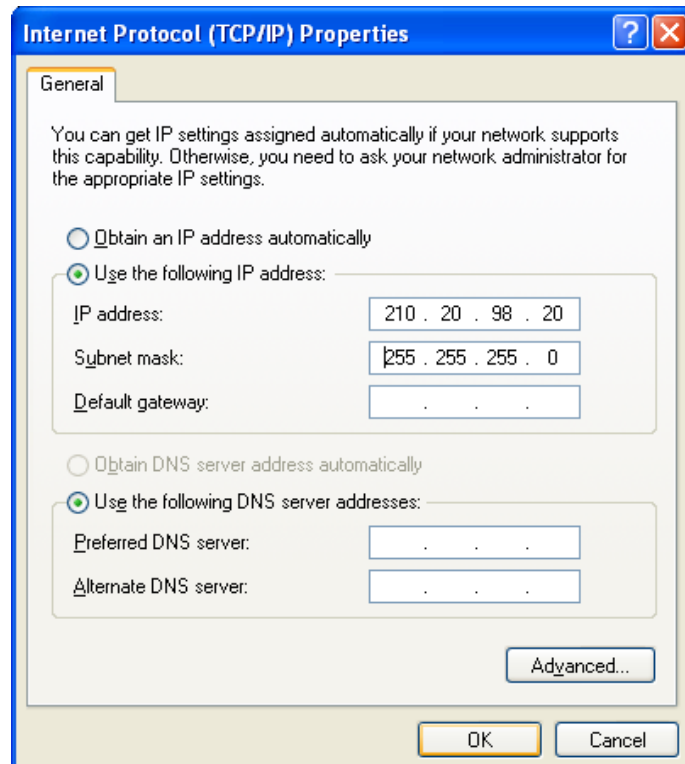 Internet Protocol (TCP/IP) Properties
General
You can get IP settings assigned automatically if your network supports
this capability. Otherwise, you need to ask your network administrator for
the appropriate IP settings.
Obtain an IP address automatically
Use the following IP address:
IP address: 210 . 20 . 98 . 20
Subnet mask: 255 . 255 . 255 . 0
Default gateway: . . .
Obtain DNS server address automatically
Use the following DNS server addresses:
Preferred DNS server: . . .
Alternate DNS server: . . .
Advanced...
OK Cancel